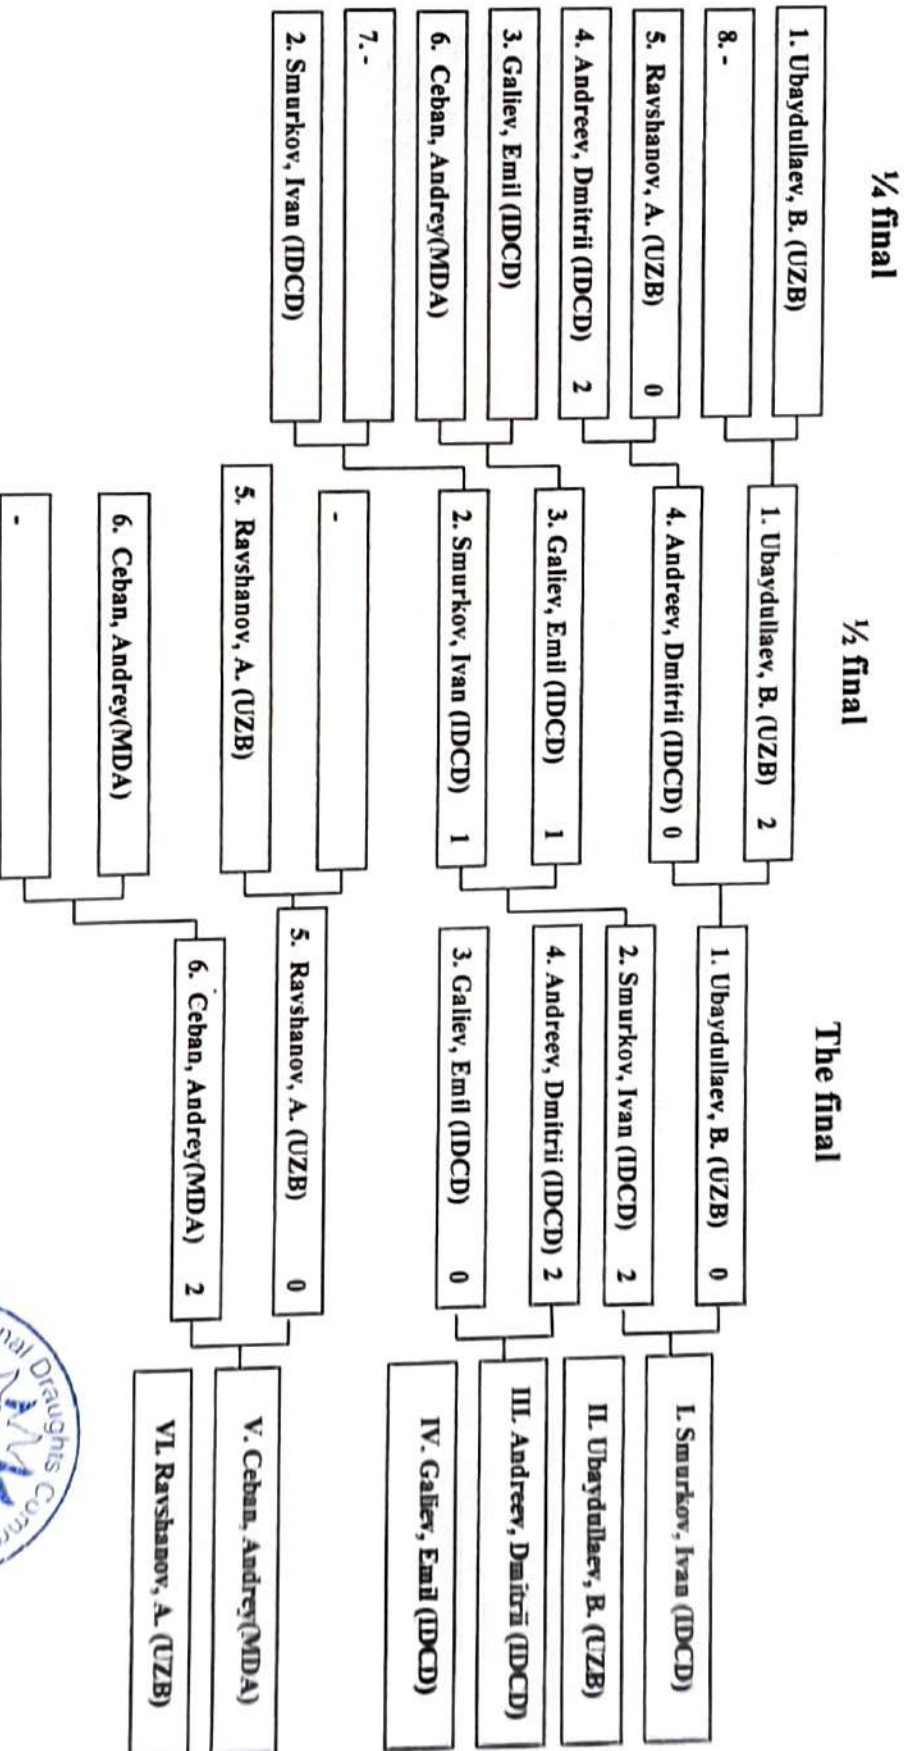 ¼ final
½ final
The final
1. Ubaydullaev, B. (UZB)
8. -
5. Ravshanov, A. (UZB) 0
4. Andreev, Dmitrii (IDCD) 2
3. Galiev, Emil (IDCD)
6. Ceban, Andrey(MDA)
7. -
2. Smurkov, Ivan (IDCD)
1. Ubaydullaev, B. (UZB) 2
4. Andreev, Dmitrii (IDCD) 0
3. Galiev, Emil (IDCD) 1
2. Smurkov, Ivan (IDCD) 1
-
5. Ravshanov, A. (UZB)
6. Ceban, Andrey(MDA)
-
1. Ubaydullaev, B. (UZB) 0
2. Smurkov, Ivan (IDCD) 2
4. Andreev, Dmitrii (IDCD) 2
3. Galiev, Emil (IDCD) 0
5. Ravshanov, A. (UZB) 0
6. Ceban, Andrey(MDA) 2
I. Smurkov, Ivan (IDCD)
II. Ubaydullaev, B. (UZB)
III. Andreev, Dmitrii (IDCD)
IV. Galiev, Emil (IDCD)
V. Ceban, Andrey(MDA)
VI. Ravshanov, A. (UZB)
Draughts